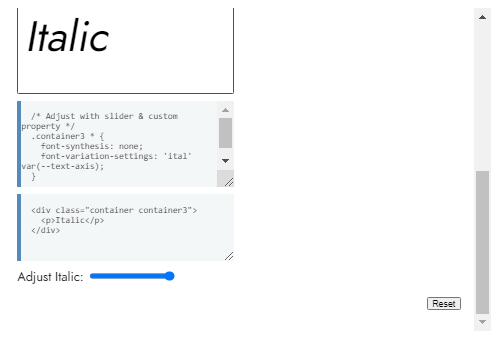 Italic
/* Adjust with slider & custom
property */
.container3 * {
font-synthesis: none;
font-variation-settings: 'ital'
var(--text-axis);
}
<div class="container container3">
<p>Italic</p>
</div>
Adjust Italic:
Reset